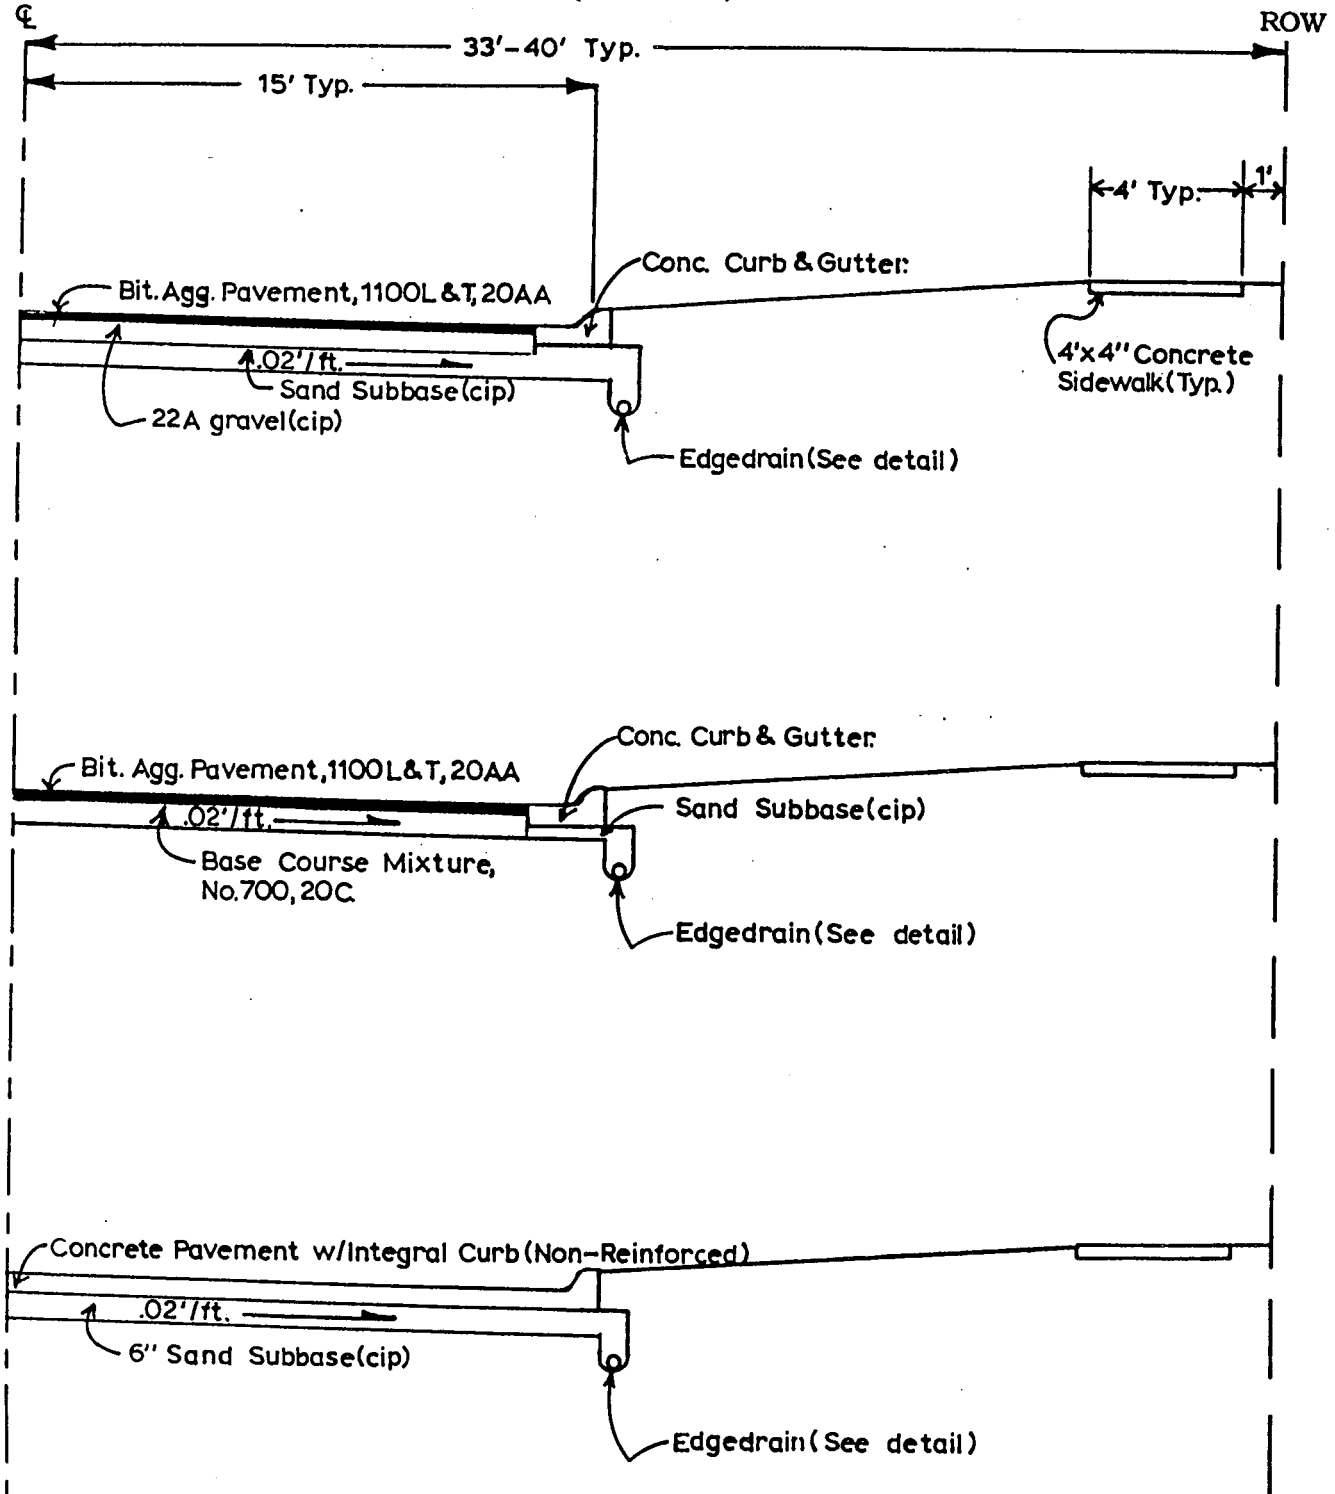 ℄
ROW
33'-40' Typ.
15' Typ.
4' Typ.
1'
Conc. Curb & Gutter.
Bit. Agg. Pavement, 1100L & T, 20AA
.02'/ft.
Sand Subbase(cip)
22A gravel(cip)
4'x4" Concrete
Sidewalk(Typ.)
Edgedrain(See detail)
Conc. Curb & Gutter.
Bit. Agg. Pavement, 1100L&T, 20AA
Sand Subbase(cip)
.02'/ft.
Base Course Mixture,
No.700, 20C.
Edgedrain(See detail)
Concrete Pavement w/Integral Curb(Non-Reinforced)
.02'/ft.
6" Sand Subbase(cip)
Edgedrain(See detail)